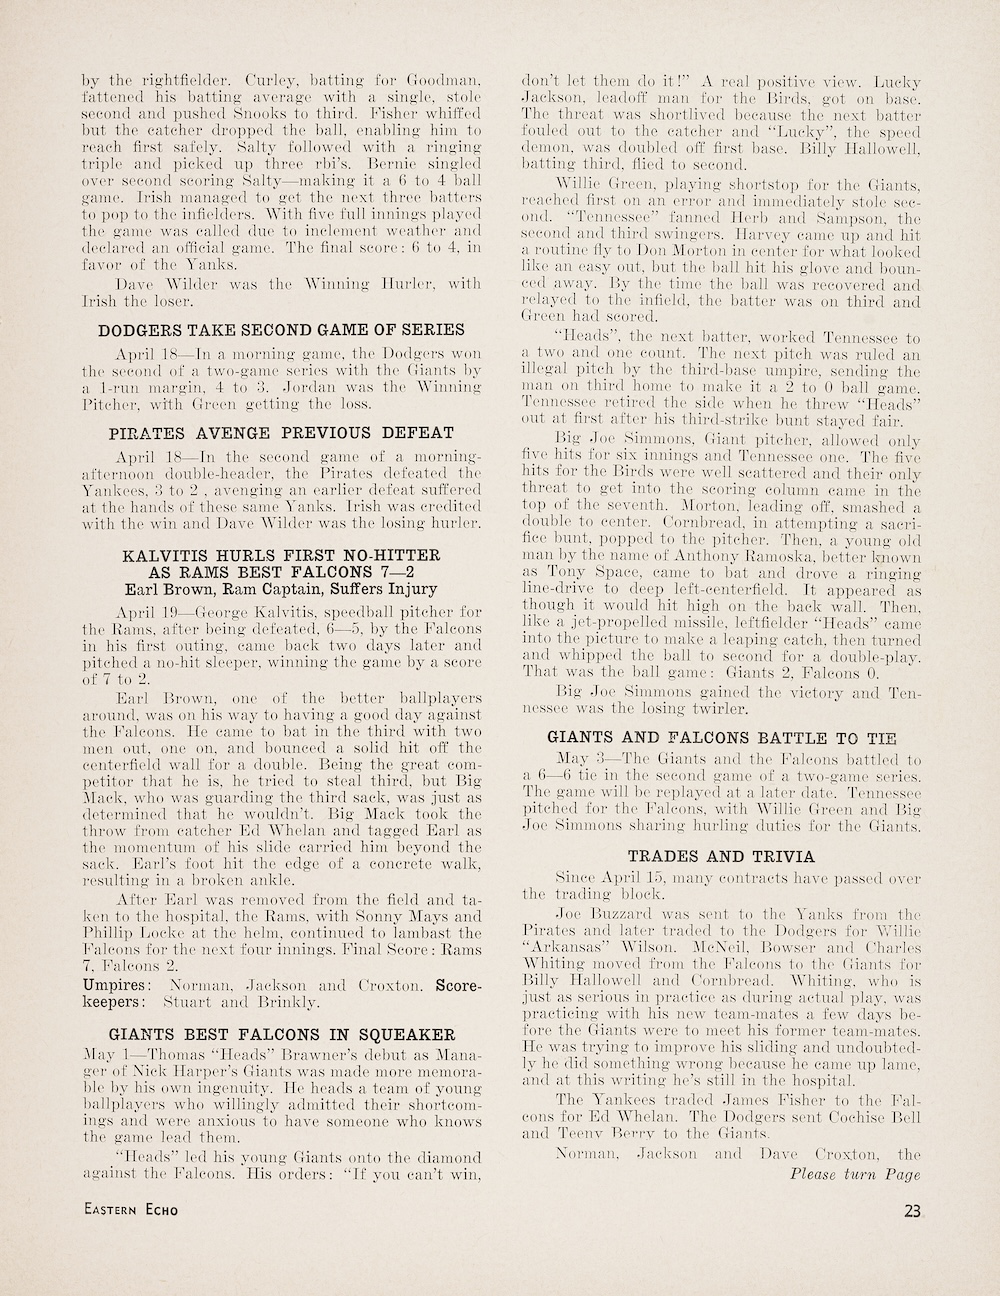 by the rightfielder. Curley, batting for Goodman,
fattened his batting average with a single, stole
second and pushed Snooks to third. Fisher whiffed
but the catcher dropped the ball, enabling him to
reach first safely. Salty followed with a ringing
triple and picked up three rbi's. Bernie singled
over second scoring Salty—making it a 6 to 4 ball
game. Irish managed to get the next three batters
to pop to the infielders. With five full innings played
the game was called due to inclement weather and
declared an official game. The final score: 6 to 4, in
favor of the Yanks.
Dave Wilder was the Winning Hurler, with
Irish the loser.
DODGERS TAKE SECOND GAME OF SERIES
April 18—In a morning game, the Dodgers won
the second of a two-game series with the Giants by
a 1-run margin, 4 to 3. Jordan was the Winning
Pitcher, with Green getting the loss.
PIRATES AVENGE PREVIOUS DEFEAT
April 18—In the second game of a morning-
afternoon double-header, the Pirates defeated the
Yankees, 3 to 2 , avenging an earlier defeat suffered
at the hands of these same Yanks. Irish was credited
with the win and Dave Wilder was the losing hurler.
KALVITIS HURLS FIRST NO-HITTER
AS RAMS BEST FALCONS 7—2
Earl Brown, Ram Captain, Suffers Injury
April 19—George Kalvitis, speedball pitcher for
the Rams, after being defeated, 6—5, by the Falcons
in his first outing, came back two days later and
pitched a no-hit sleeper, winning the game by a score
of 7 to 2.
Earl Brown, one of the better ballplayers
around, was on his way to having a good day against
the Falcons. He came to bat in the third with two
men out, one on, and bounced a solid hit off the
centerfield wall for a double. Being the great com-
petitor that he is, he tried to steal third, but Big
Mack, who was guarding the third sack, was just as
determined that he wouldn't. Big Mack took the
throw from catcher Ed Whelan and tagged Earl as
the momentum of his slide carried him beyond the
sack. Earl's foot hit the edge of a concrete walk,
resulting in a broken ankle.
After Earl was removed from the field and ta-
ken to the hospital, the Rams, with Sonny Mays and
Phillip Locke at the helm, continued to lambast the
Falcons for the next four innings. Final Score: Rams
7, Falcons 2.
Umpires: Norman, Jackson and Croxton. Score-
keepers: Stuart and Brinkly.
GIANTS BEST FALCONS IN SQUEAKER
May 1—Thomas "Heads" Brawner's debut as Mana-
ger of Nick Harper's Giants was made more memora-
ble by his own ingenuity. He heads a team of young
ballplayers who willingly admitted their shortcom-
ings and were anxious to have someone who knows
the game lead them.
"Heads" led his young Giants onto the diamond
against the Falcons. His orders: "If you can't win,
don't let them do it!" A real positive view. Lucky
Jackson, leadoff man for the Birds, got on base.
The threat was shortlived because the next batter
fouled out to the catcher and "Lucky", the speed
demon, was doubled off first base. Billy Hallowell,
batting third, flied to second.
Willie Green, playing shortstop for the Giants,
reached first on an error and immediately stole sec-
ond. "Tennessee" fanned Herb and Sampson, the
second and third swingers. Harvey came up and hit
a routine fly to Don Morton in center for what looked
like an easy out, but the ball hit his glove and boun-
ced away. By the time the ball was recovered and
relayed to the infield, the batter was on third and
Green had scored.
"Heads", the next batter, worked Tennessee to
a two and one count. The next pitch was ruled an
illegal pitch by the third-base umpire, sending the
man on third home to make it a 2 to 0 ball game.
Tennessee retired the side when he threw "Heads"
out at first after his third-strike bunt stayed fair.
Big Joe Simmons, Giant pitcher, allowed only
five hits for six innings and Tennessee one. The five
hits for the Birds were well scattered and their only
threat to get into the scoring column came in the
top of the seventh. Morton, leading off, smashed a
double to center. Cornbread, in attempting a sacri-
fice bunt, popped to the pitcher. Then, a young old
man by the name of Anthony Ramoska, better known
as Tony Space, came to bat and drove a ringing
line-drive to deep left-centerfield. It appeared as
though it would hit high on the back wall. Then,
like a jet-propelled missile, leftfielder "Heads" came
into the picture to make a leaping catch, then turned
and whipped the ball to second for a double-play.
That was the ball game: Giants 2, Falcons 0.
Big Joe Simmons gained the victory and Ten-
nessee was the losing twirler.
GIANTS AND FALCONS BATTLE TO TIE
May 3—The Giants and the Falcons battled to
a 6—6 tie in the second game of a two-game series.
The game will be replayed at a later date. Tennessee
pitched for the Falcons, with Willie Green and Big
Joe Simmons sharing hurling duties for the Giants.
TRADES AND TRIVIA
Since April 15, many contracts have passed over
the trading block.
Joe Buzzard was sent to the Yanks from the
Pirates and later traded to the Dodgers for Willie
"Arkansas" Wilson. McNeil, Bowser and Charles
Whiting moved from the Falcons to the Giants for
Billy Hallowell and Cornbread. Whiting, who is
just as serious in practice as during actual play, was
practicing with his new team-mates a few days be-
fore the Giants were to meet his former team-mates.
He was trying to improve his sliding and undoubted-
ly he did something wrong because he came up lame,
and at this writing he's still in the hospital.
The Yankees traded James Fisher to the Fal-
cons for Ed Whelan. The Dodgers sent Cochise Bell
and Teeny Berry to the Giants.
Norman, Jackson and Dave Croxton, the
Please turn Page
EASTERN ECHO
23